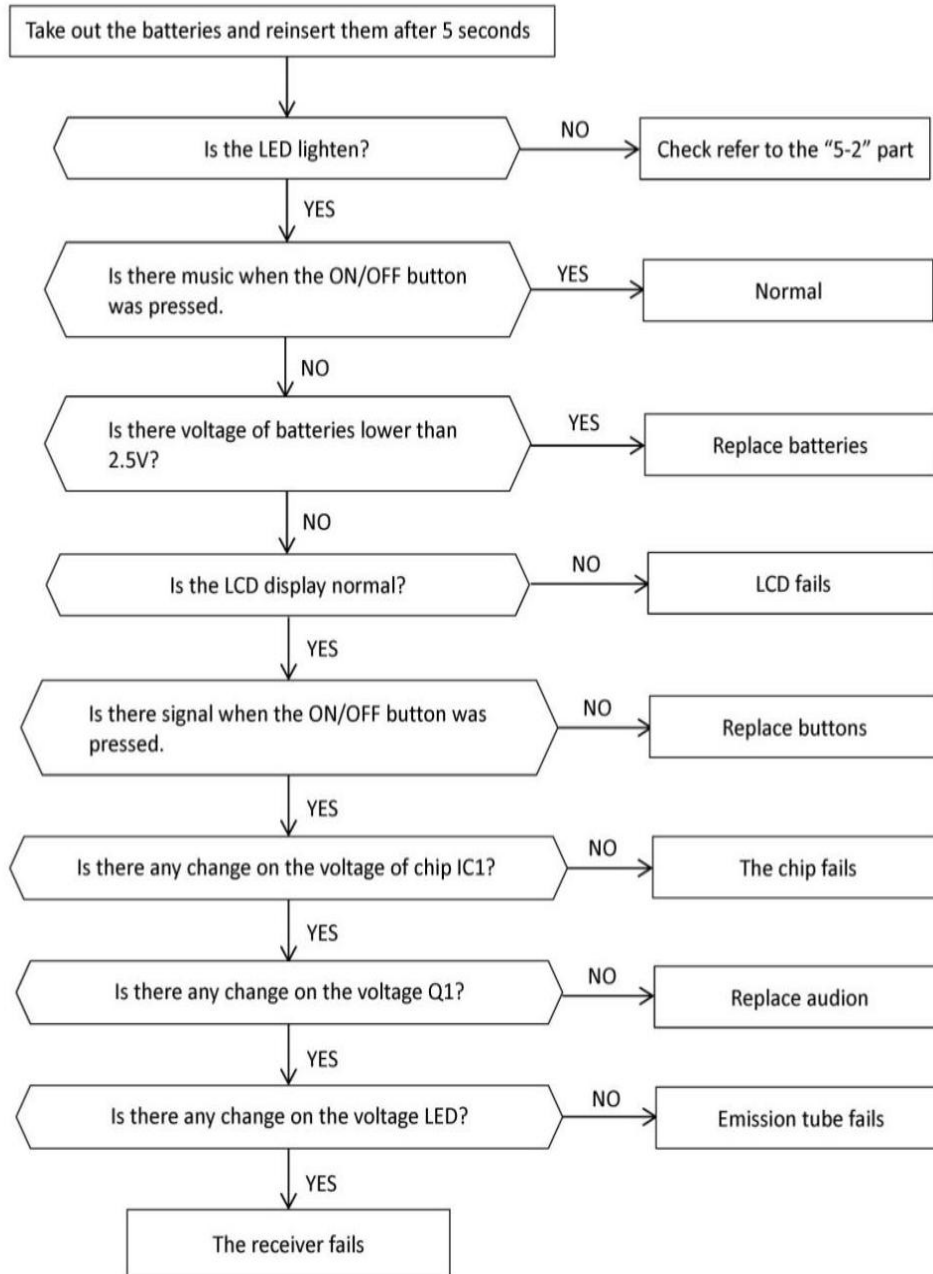 Take out the batteries and reinsert them after 5 seconds
Is the LED lighten?
NO
Check refer to the “5-2” part
YES
Is there music when the ON/OFF button
was pressed.
YES
Normal
NO
Is there voltage of batteries lower than
2.5V?
YES
Replace batteries
NO
Is the LCD display normal?
NO
LCD fails
YES
Is there signal when the ON/OFF button was
pressed.
NO
Replace buttons
YES
Is there any change on the voltage of chip IC1?
NO
The chip fails
YES
Is there any change on the voltage Q1?
NO
Replace audion
YES
Is there any change on the voltage LED?
NO
Emission tube fails
YES
The receiver fails